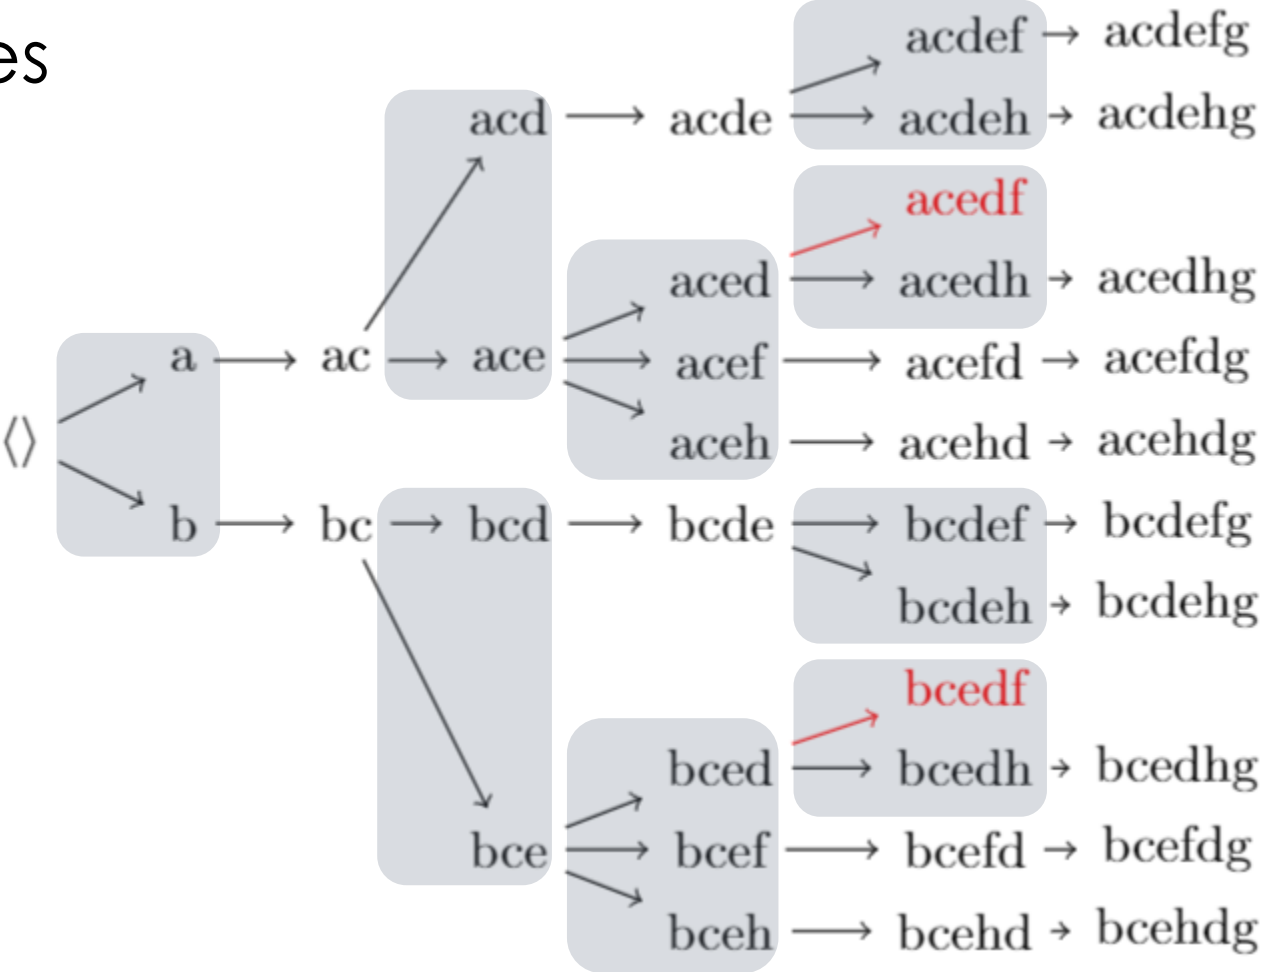 es
acdef → acdefg
acd → acde → acdeh → acdehg
acedf
aced → acedh → acedhg
a → ac → ace → acef → acefd → acefdg
⟨⟩
aceh → acehd → acehdg
b → bc → bcd → bcde → bcdef → bcdefg
bcdeh → bcdehg
bcedf
bced → bcedh → bcedhg
bce → bcef → bcefd → bcefdg
bceh → bcehd → bcehdg